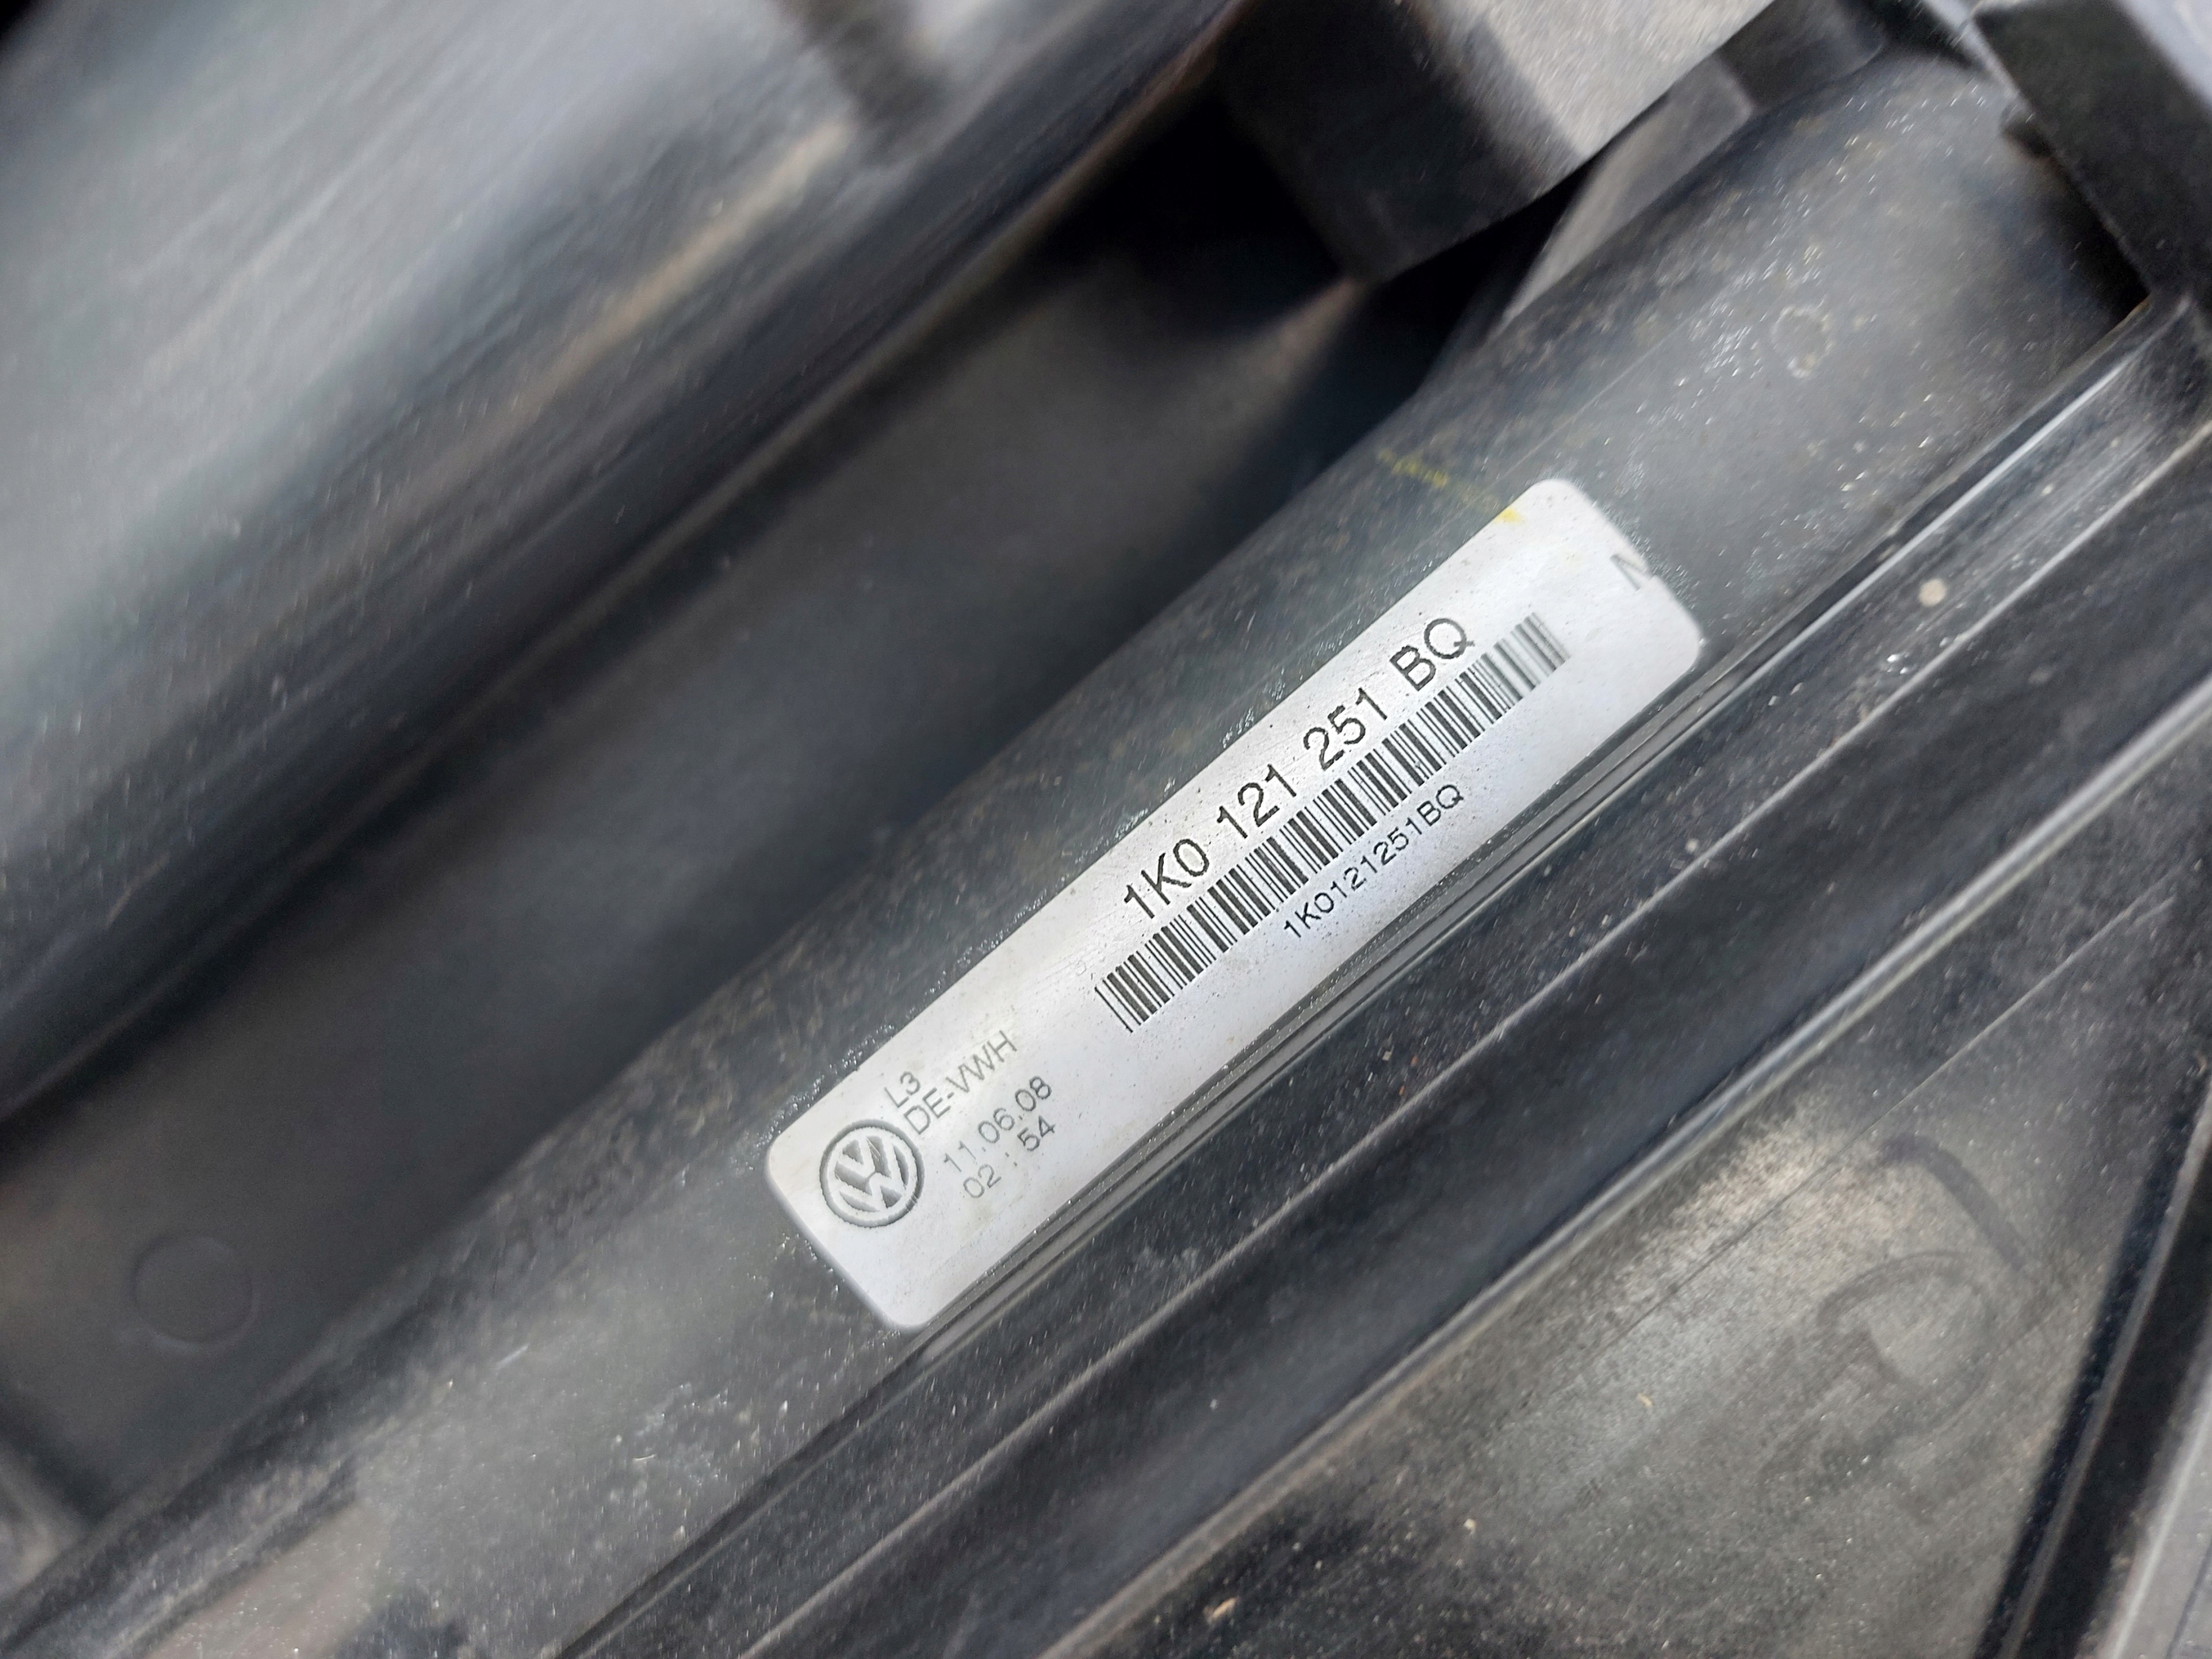 1K0 121 251 BQ
1K0121251BQ
L3
DE-VWH
11.06.08
02 : 54
N